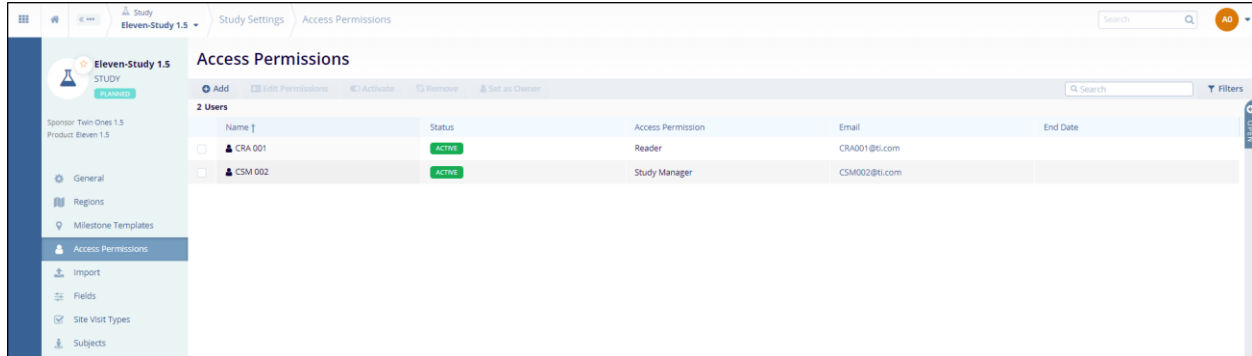 Study
Eleven-Study 1.5
Study Settings
Access Permissions
Search
AO
Eleven-Study 1.5
STUDY
PLANNED
Sponsor Twin Ones 1.5
Product Eleven 1.5
General
Regions
Milestone Templates
Access Permissions
Import
Fields
Site Visit Types
Subjects
Access Permissions
Add Edit Permissions Activate Remove Set as Owner Search Filters
2 Users
Name Status Access Permission Email End Date
CRA 001 ACTIVE Reader CRA001@ti.com
CSM 002 ACTIVE Study Manager CSM002@ti.com
OPEN